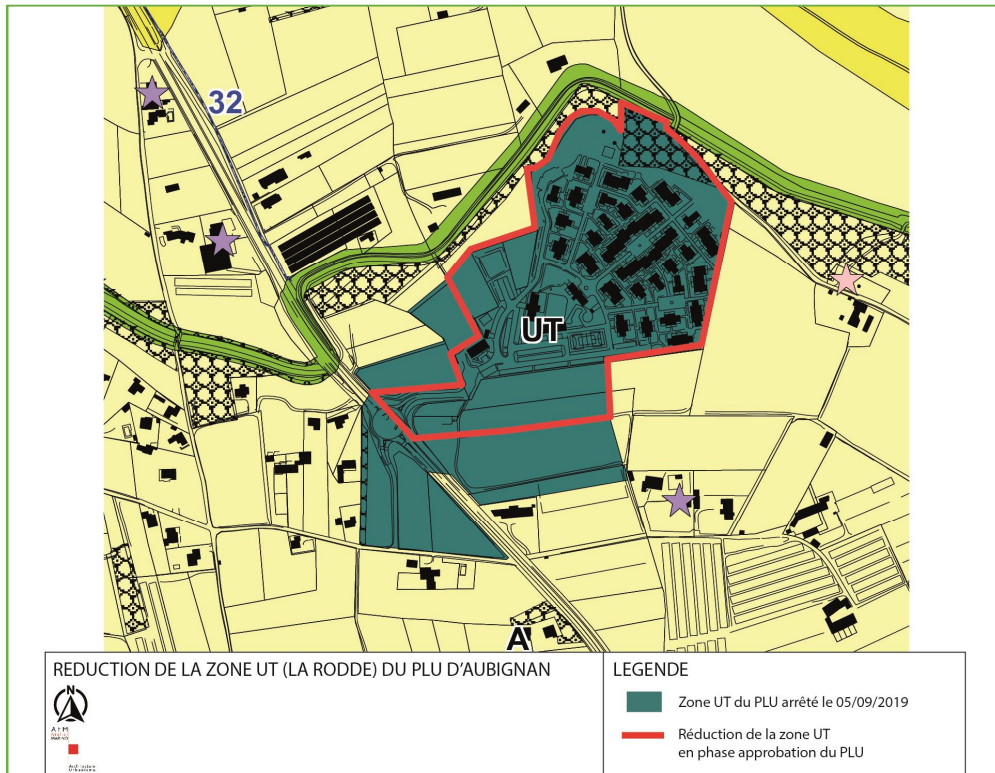 32
UT
A
REDUCTION DE LA ZONE UT (LA RODDE) DU PLU D'AUBIGNAN
N
LEGENDE
Zone UT du PLU arrêté le 05/09/2019
Réduction de la zone UT
en phase approbation du PLU